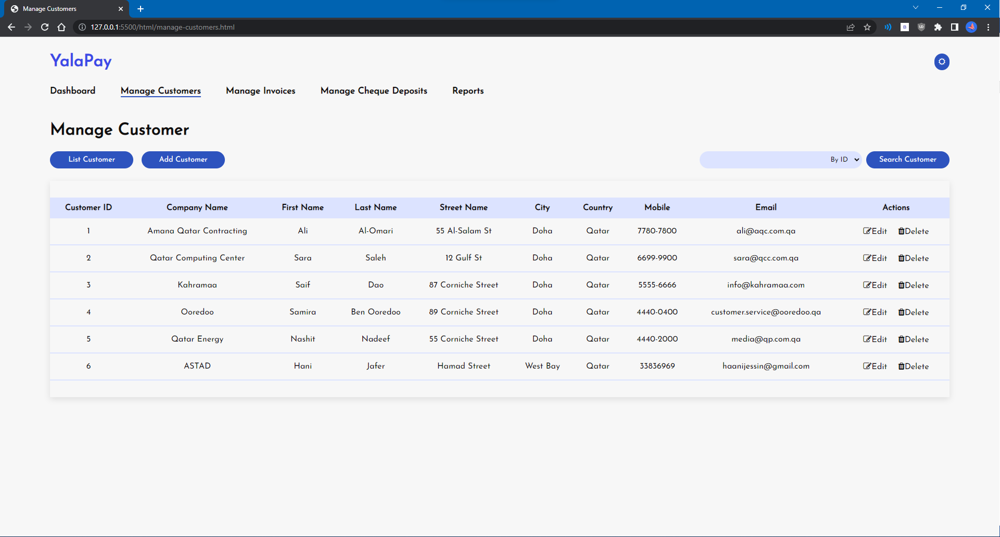 Manage Customers
127.0.0.1:5500/html/manage-customers.html
YalaPay
Dashboard Manage Customers Manage Invoices Manage Cheque Deposits Reports
Manage Customer
List Customer Add Customer By ID Search Customer
Customer ID Company Name First Name Last Name Street Name City Country Mobile Email Actions
1 Amana Qatar Contracting Ali Al-Omari 55 Al-Salam St Doha Qatar 7780-7800 ali@aqc.com.qa Edit Delete
2 Qatar Computing Center Sara Saleh 12 Gulf St Doha Qatar 6699-9900 sara@qcc.com.qa Edit Delete
3 Kahramaa Saif Dao 87 Corniche Street Doha Qatar 5555-6666 info@kahramaa.com Edit Delete
4 Ooredoo Samira Ben Ooredoo 89 Corniche Street Doha Qatar 4440-0400 customer.service@ooredoo.qa Edit Delete
5 Qatar Energy Nashit Nadeef 55 Corniche Street Doha Qatar 4440-2000 media@qp.com.qa Edit Delete
6 ASTAD Hani Jafer Hamad Street West Bay Qatar 33836969 haanijessin@gmail.com Edit Delete